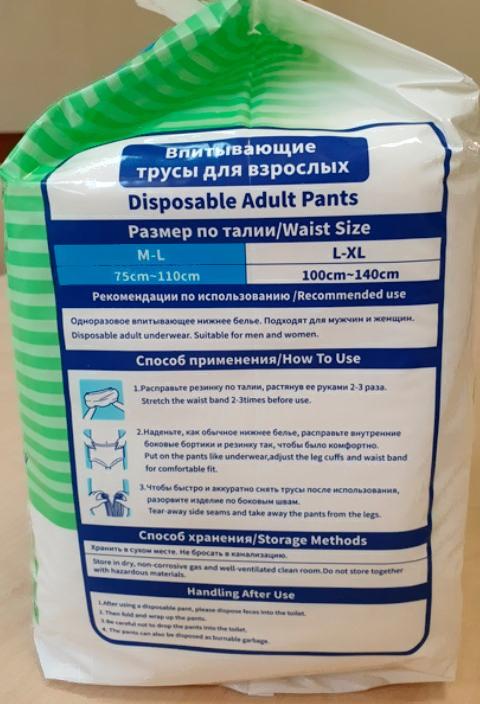 Впитывающие
трусы для взрослых
Disposable Adult Pants
Размер по талии/Waist Size
M-L L-XL
75cm~110cm 100cm~140cm
Рекомендации по использованию /Recommended use
Одноразовое впитывающее нижнее белье. Подходят для мужчин и женщин.
Disposable adult underwear. Suitable for men and women.
Способ применения/How To Use
1.Расправьте резинку по талии, растянув ее руками 2-3 раза.
Stretch the waist band 2-3times before use.
2.Наденьте, как обычное нижнее белье, расправьте внутренние
боковые бортики и резинку так, чтобы было комфортно.
Put on the pants like underwear,adjust the leg cuffs and waist band
for comfortable fit.
3.Чтобы быстро и аккуратно снять трусы после использования,
разорвите изделие по боковым швам.
Tear-away side seams and take away the pants from the legs.
Способ хранения/Storage Methods
Хранить в сухом месте. Не бросать в канализацию.
Store in dry, non-corrosive gas and well-ventilated clean room.Do not store together
with hazardous materials.
Handling After Use
1.After using a disposable pant, please dispose feces into the toilet.
2. Then fold and wrap up the pants.
3.Be careful not to drop the pants into the toilet.
4. The pants can also be disposed as burnable garbage.